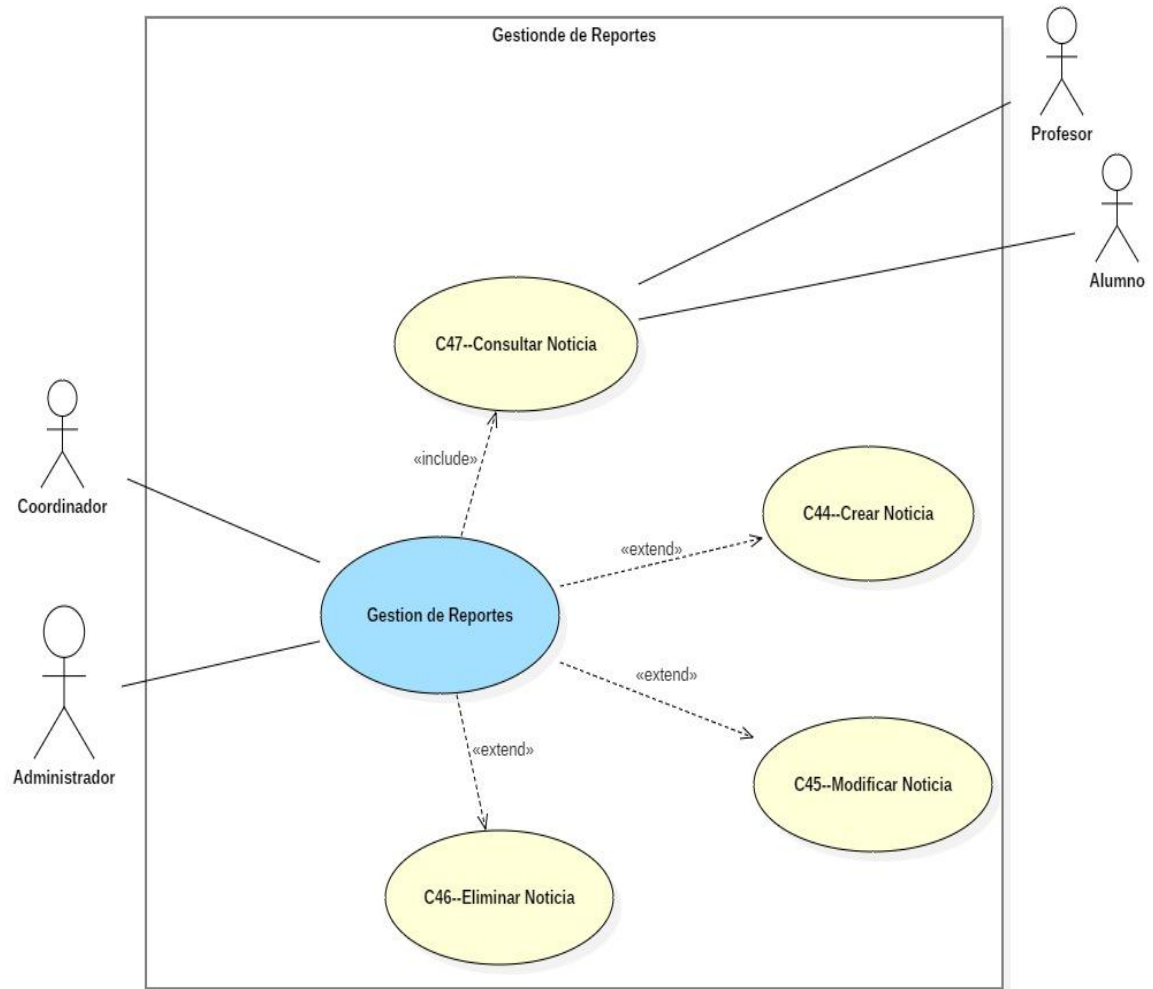 Gestionde de Reportes
Profesor
Alumno
C47--Consultar Noticia
Coordinador
«include»
C44--Crear Noticia
«extend»
Gestion de Reportes
«extend»
Administrador
«extend»
C45--Modificar Noticia
C46--Eliminar Noticia